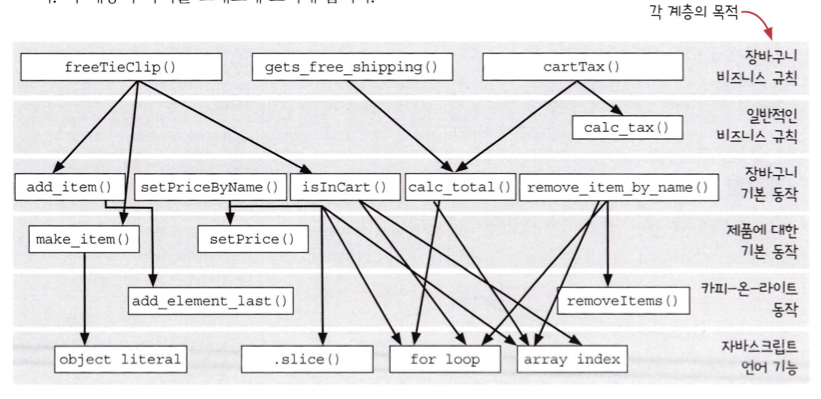 각 계층의 목적
freeTieClip()
gets_free_shipping()
cartTax()
장바구니
비즈니스 규칙
calc_tax()
일반적인
비즈니스 규칙
add_item()
setPriceByName()
isInCart()
calc_total()
remove_item_by_name()
장바구니
기본 동작
make_item()
setPrice()
제품에 대한
기본 동작
add_element_last()
removeItems()
카피-온-라이트
동작
object literal
.slice()
for loop
array index
자바스크립트
언어 기능